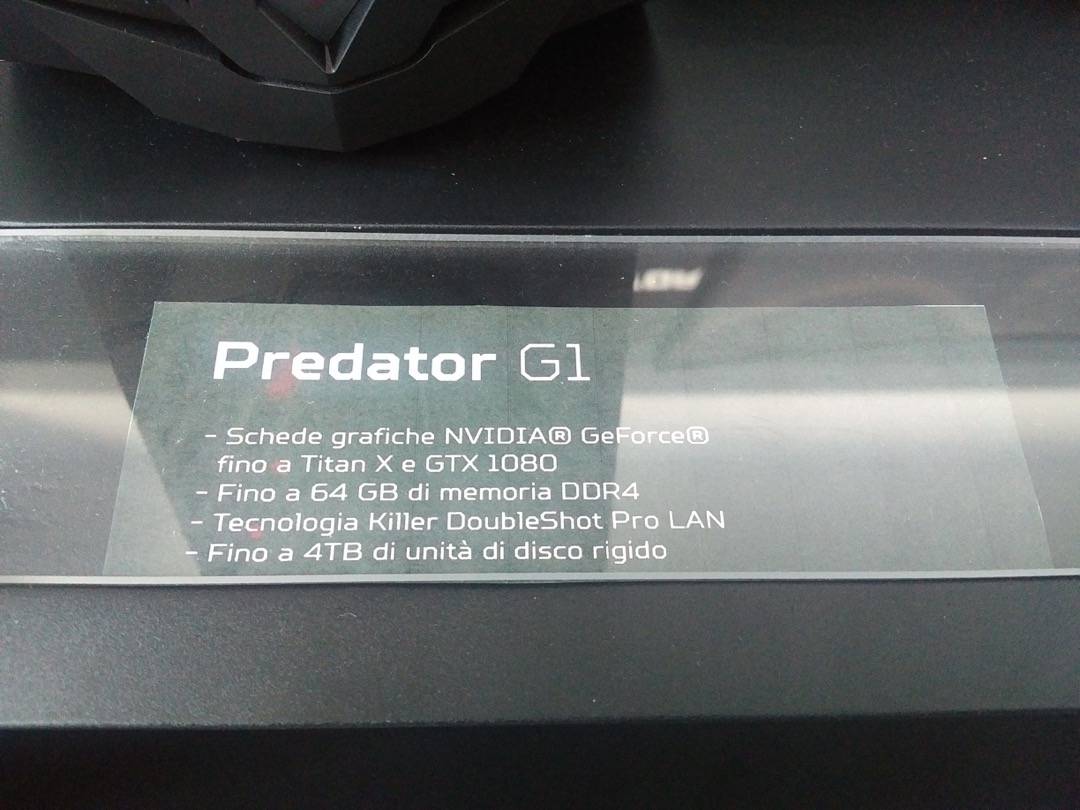 Predator G1
- Schede grafiche NVIDIA® GeForce®
fino a Titan X e GTX 1080
- Fino a 64 GB di memoria DDR4
- Tecnologia Killer DoubleShot Pro LAN
- Fino a 4TB di unità di disco rigido